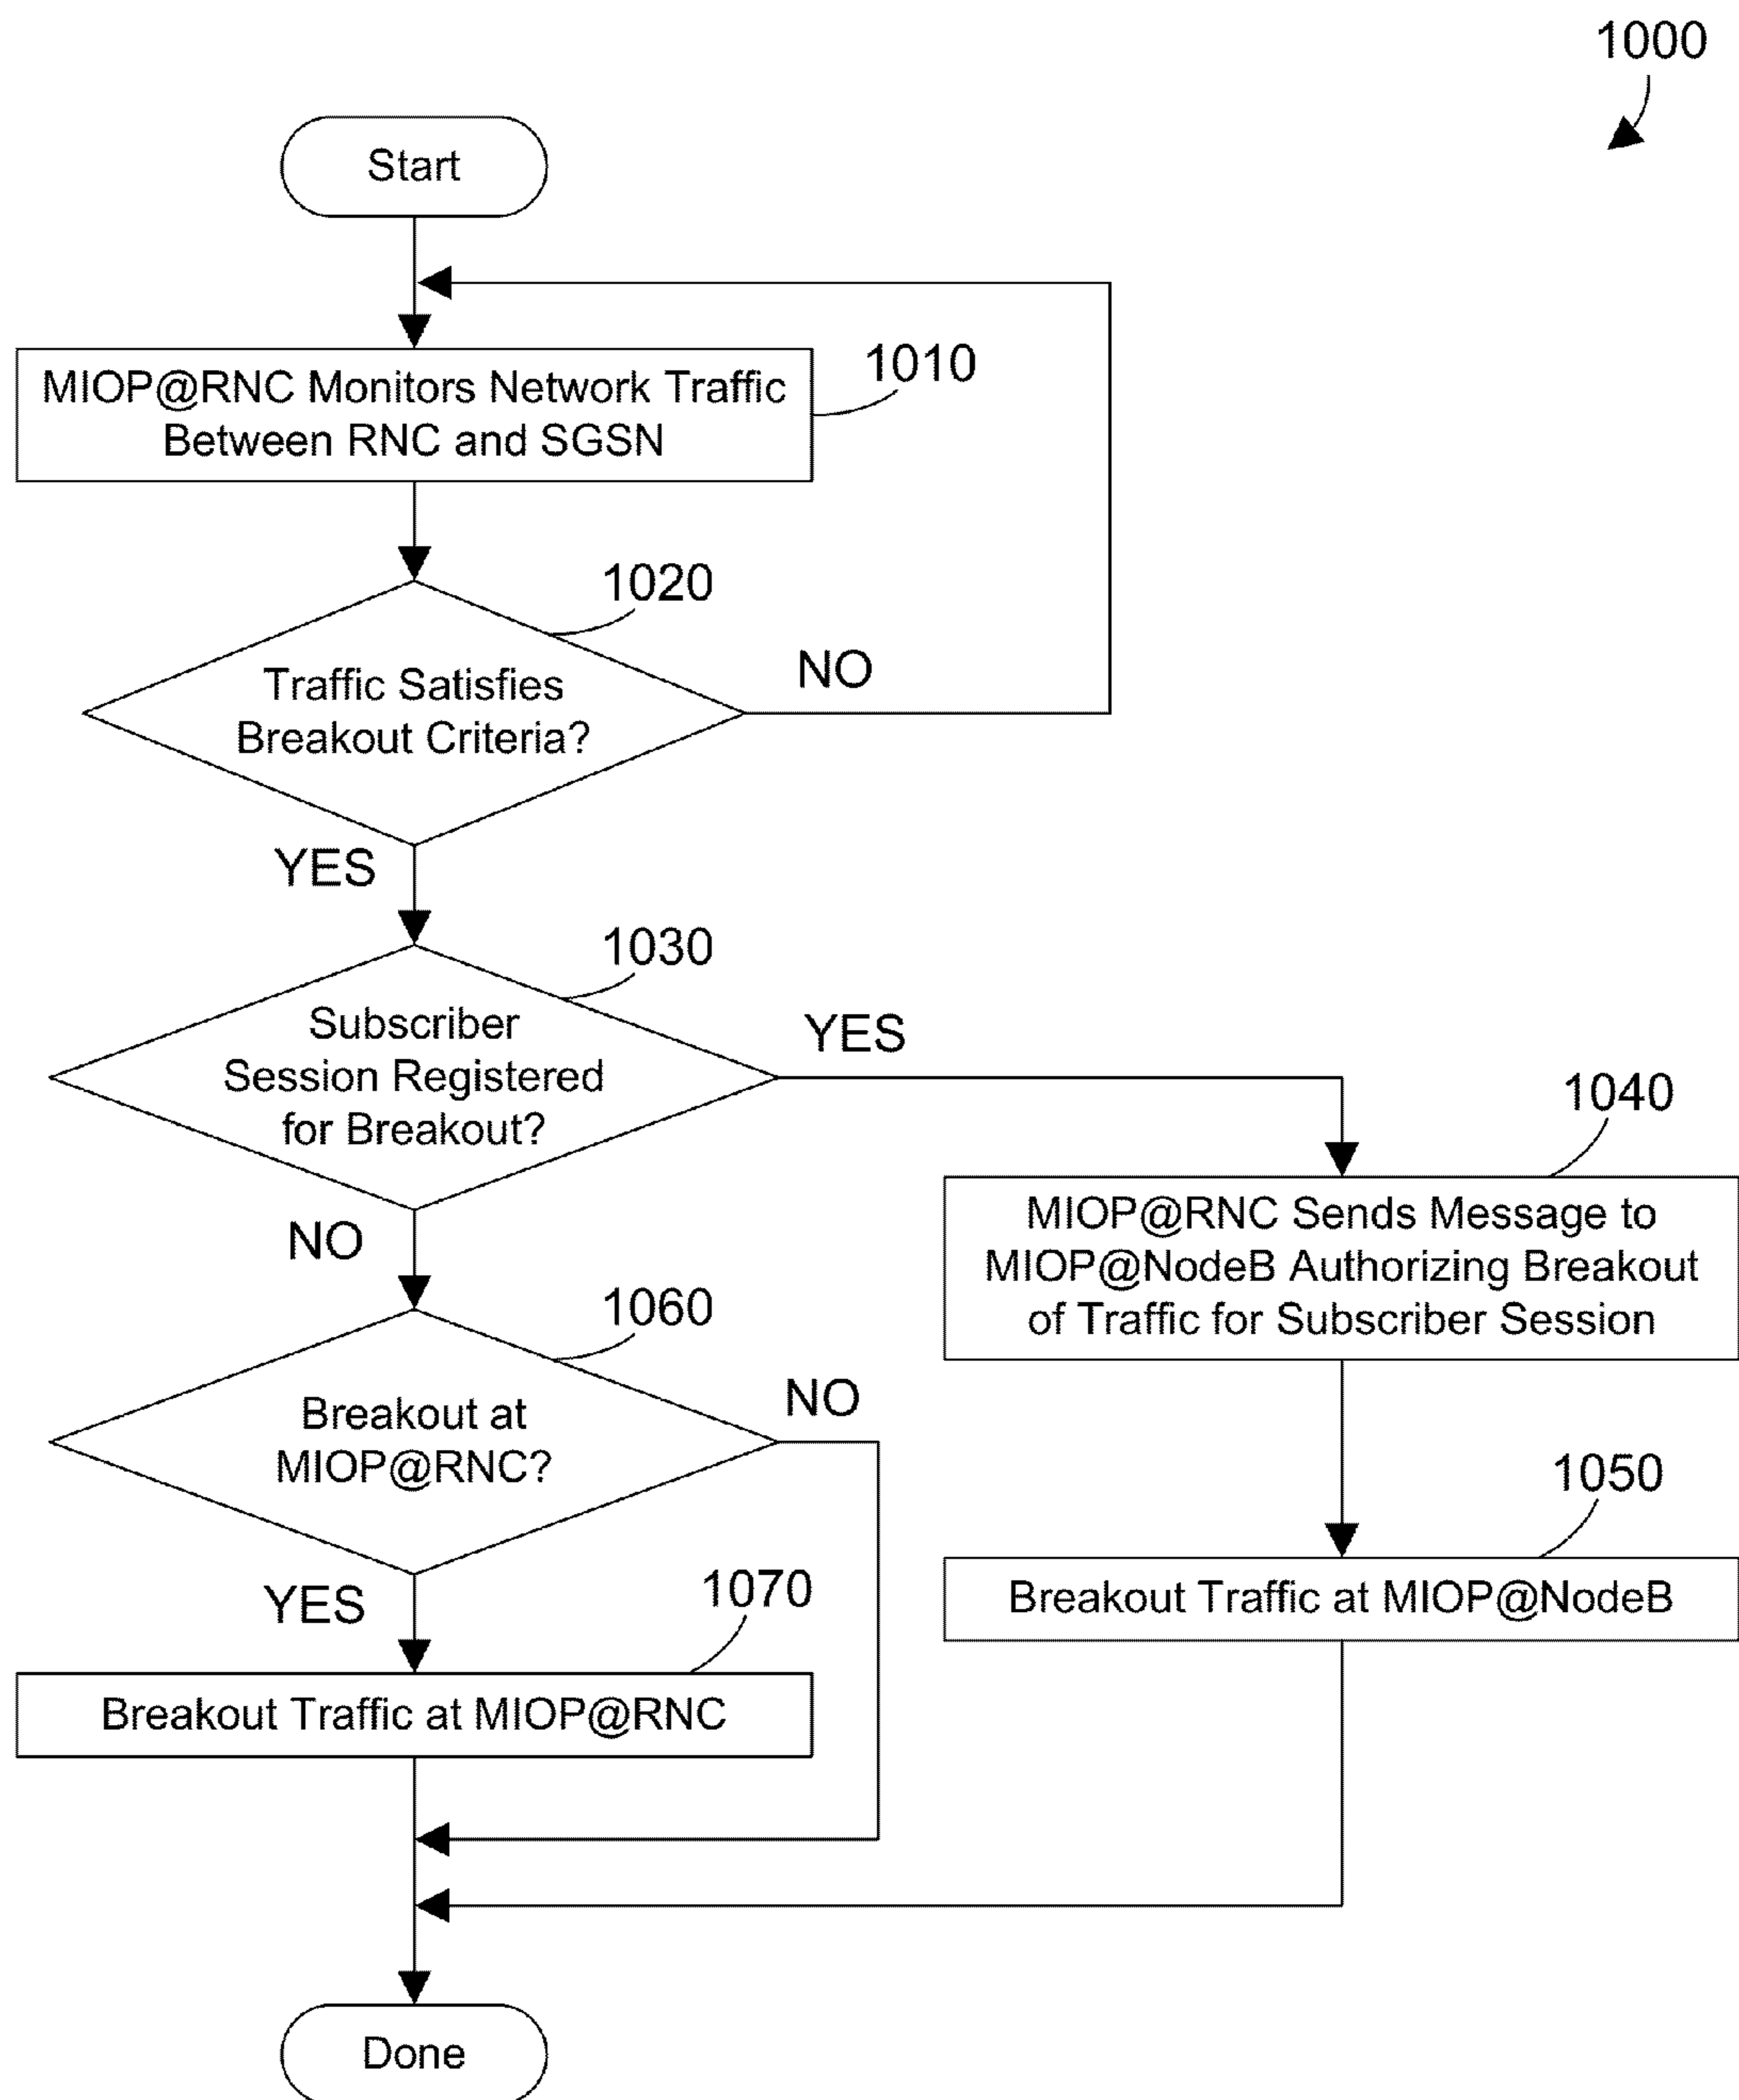 1000
Start
1010
MIOP@RNC Monitors Network Traffic
Between RNC and SGSN
1020
Traffic Satisfies
Breakout Criteria?
NO
YES
1030
Subscriber
Session Registered
for Breakout?
YES
NO
1040
MIOP@RNC Sends Message to
MIOP@NodeB Authorizing Breakout
of Traffic for Subscriber Session
1060
Breakout at
MIOP@RNC?
NO
YES
1050
Breakout Traffic at MIOP@NodeB
1070
Breakout Traffic at MIOP@RNC
Done